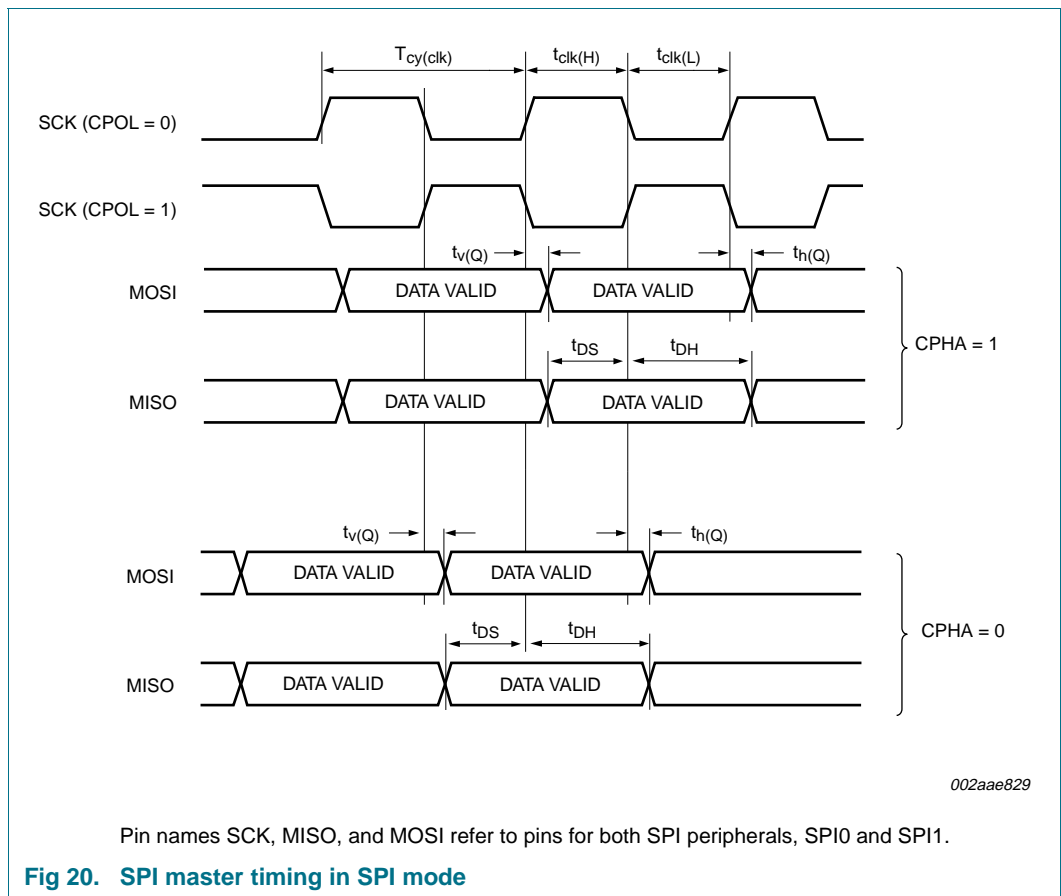 Tcy(clk) tclk(H) tclk(L)
SCK (CPOL = 0)
SCK (CPOL = 1)
tv(Q) th(Q)
MOSI DATA VALID DATA VALID
tDS tDH CPHA = 1
MISO DATA VALID DATA VALID
tv(Q) th(Q)
MOSI DATA VALID DATA VALID
tDS tDH CPHA = 0
MISO DATA VALID DATA VALID
002aae829
Pin names SCK, MISO, and MOSI refer to pins for both SPI peripherals, SPI0 and SPI1.
Fig 20. SPI master timing in SPI mode